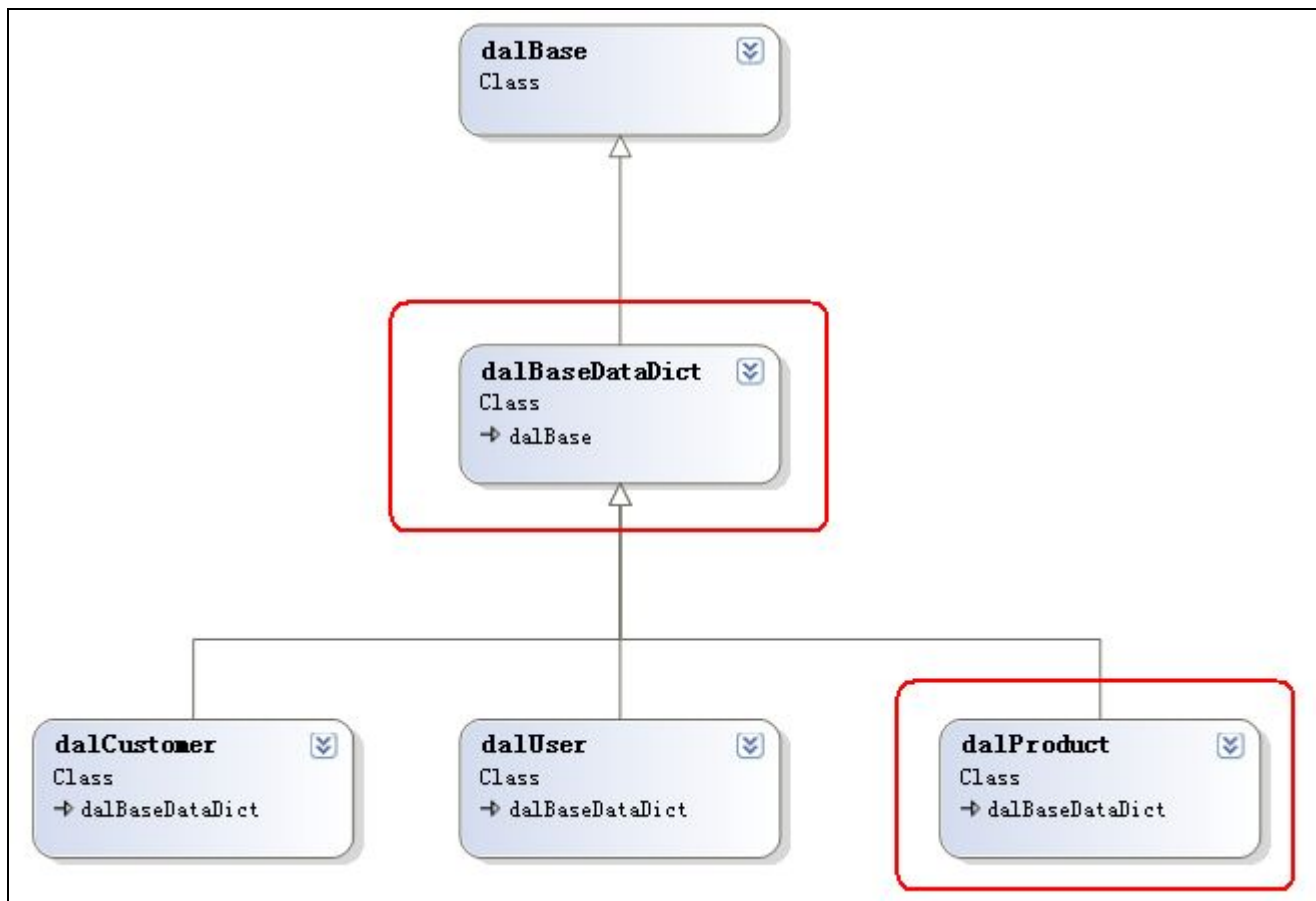 dalBase
Class
dalBaseDataDict
Class
dalBase
dalCustomer
Class
dalBaseDataDict
dalUser
Class
dalBaseDataDict
dalProduct
Class
dalBaseDataDict